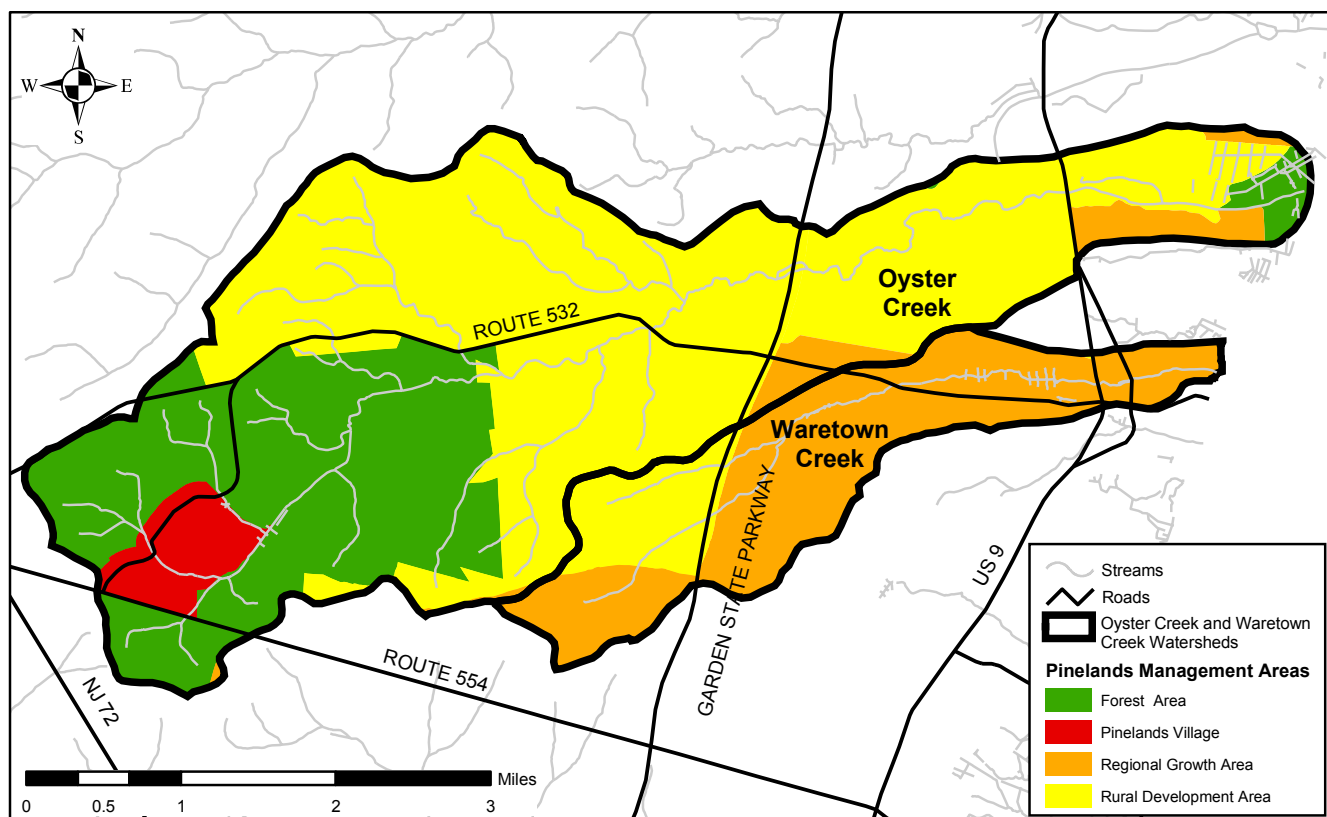 N
W E
S
ROUTE 532
Oyster
Creek
Waretown
Creek
GARDEN STATE PARKWAY
US 9
ROUTE 554
NJ 72
Miles
0 0.5 1 2 3
Streams
Roads
Oyster Creek and Waretown
Creek Watersheds
Pinelands Management Areas
Forest Area
Pinelands Village
Regional Growth Area
Rural Development Area